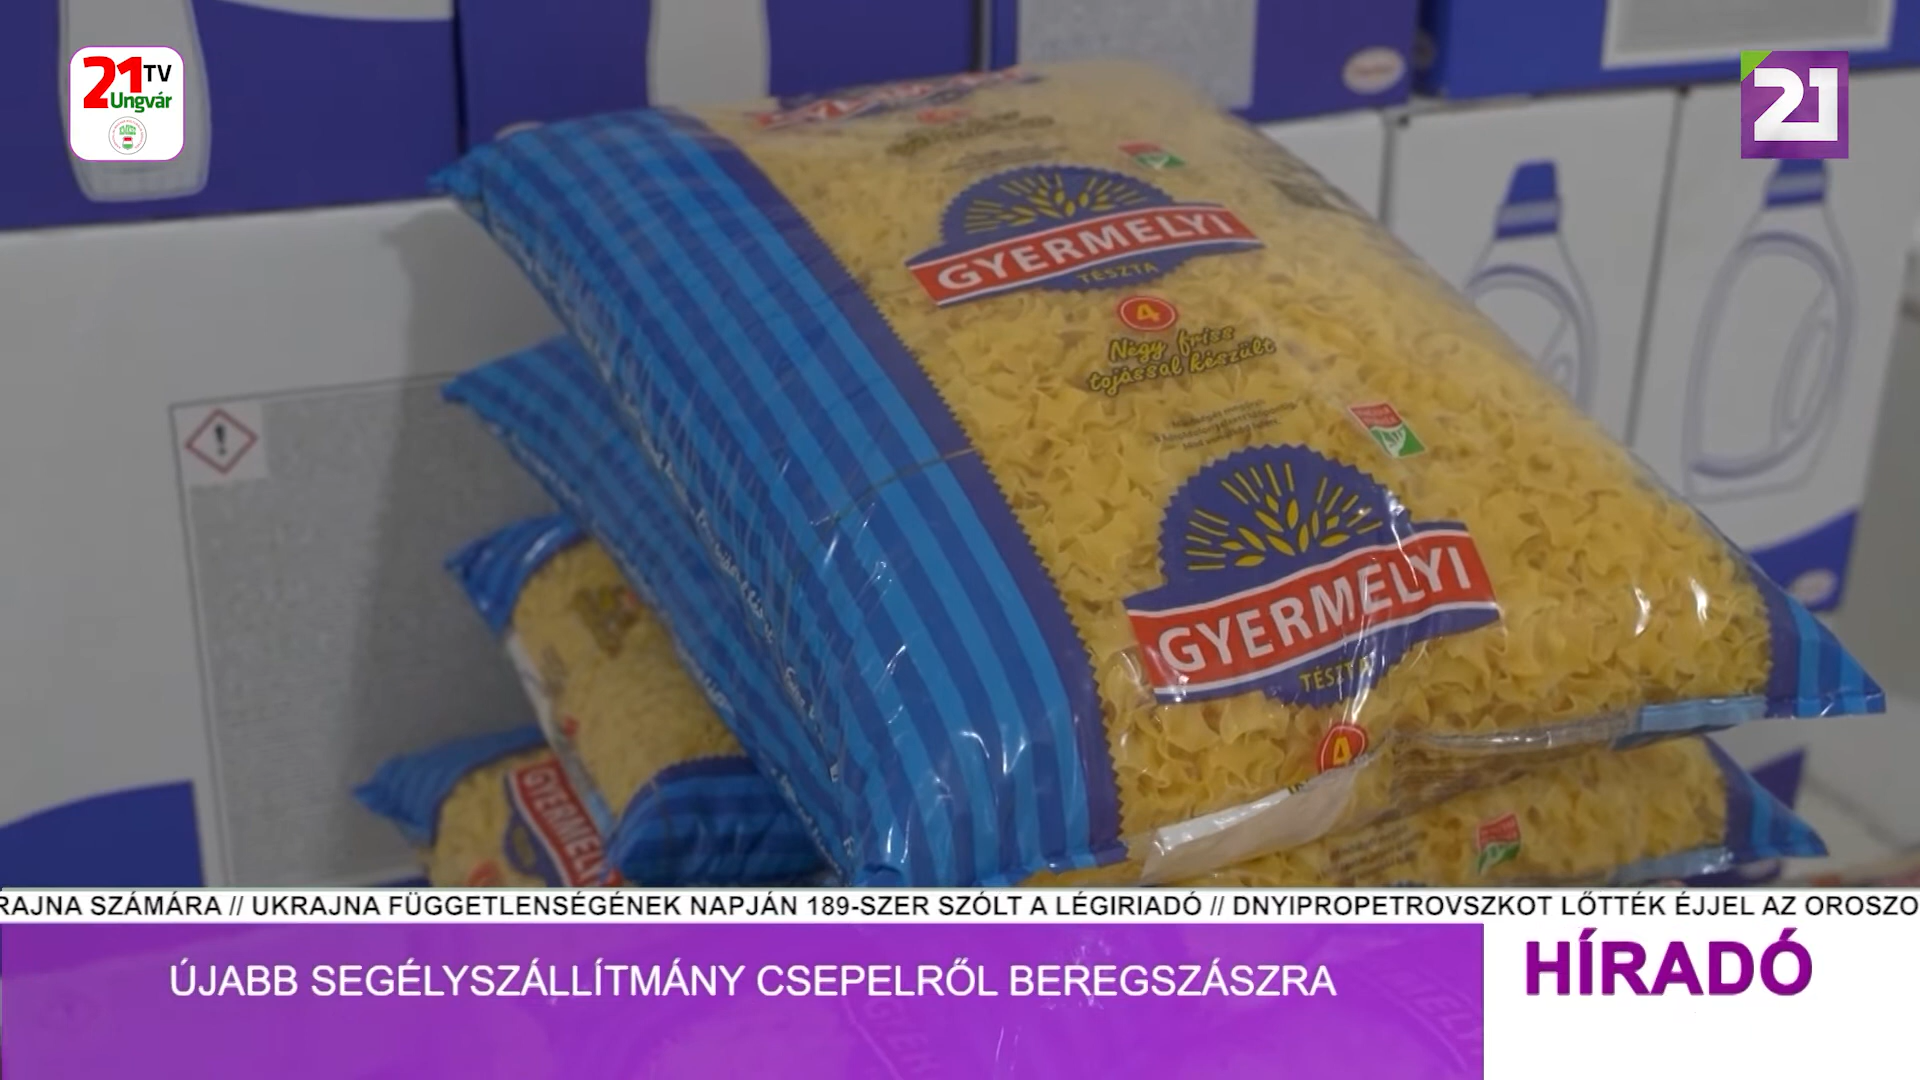 21 TV
Ungvár
21
GYERMELYI
TÉSZTA
4
Négy friss
tojással készült
GYERMELYI
TÉSZTA
4
GYERMELYI
RAJNA SZÁMÁRA // UKRAJNA FÜGGETLENSÉGÉNEK NAPJÁN 189-SZER SZÓLT A LÉGIRIADÓ // DNYIPROPETROVSZKOT LŐTTÉK ÉJJEL AZ OROSZO
ÚJABB SEGÉLYSZÁLLÍTMÁNY CSEPELRŐL BEREGSZÁSZRA
HÍRADÓ